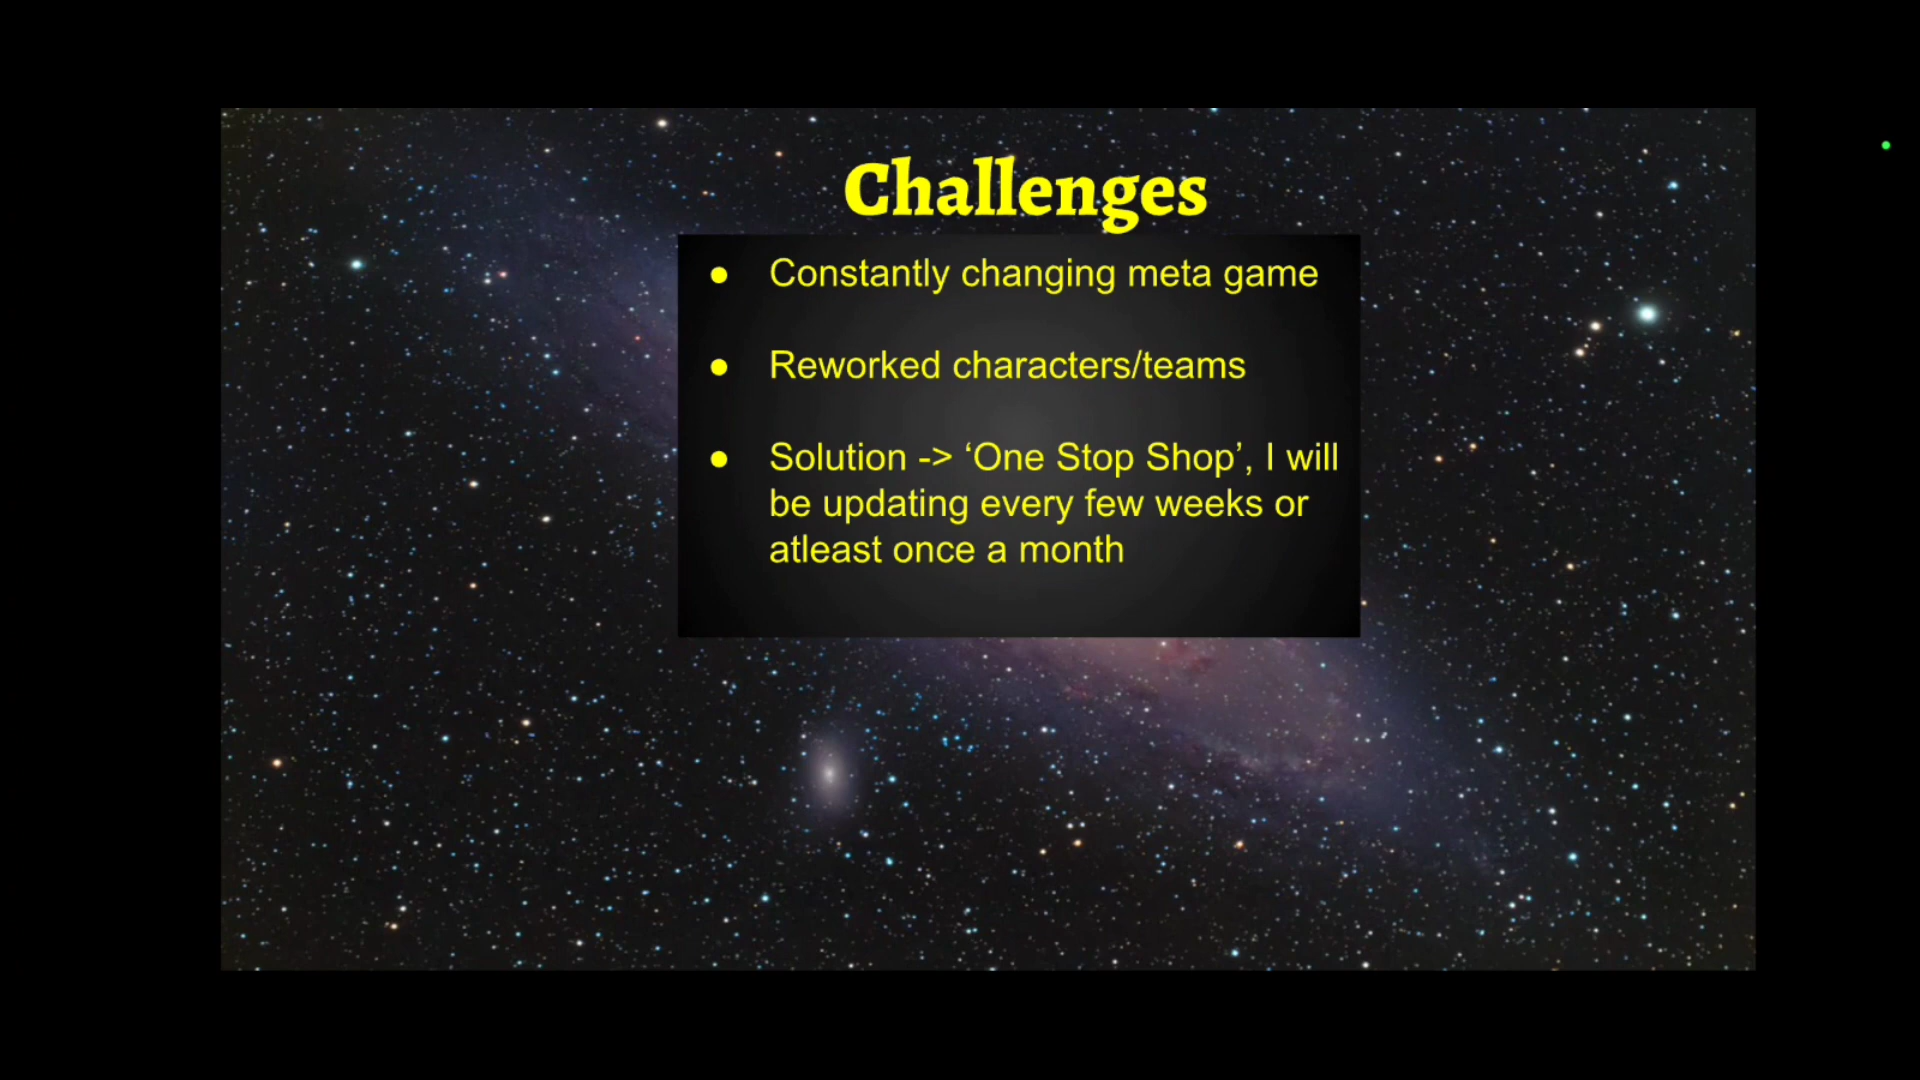 Challenges
● Constantly changing meta game
● Reworked characters/teams
● Solution -> ‘One Stop Shop’, I will
be updating every few weeks or
atleast once a month